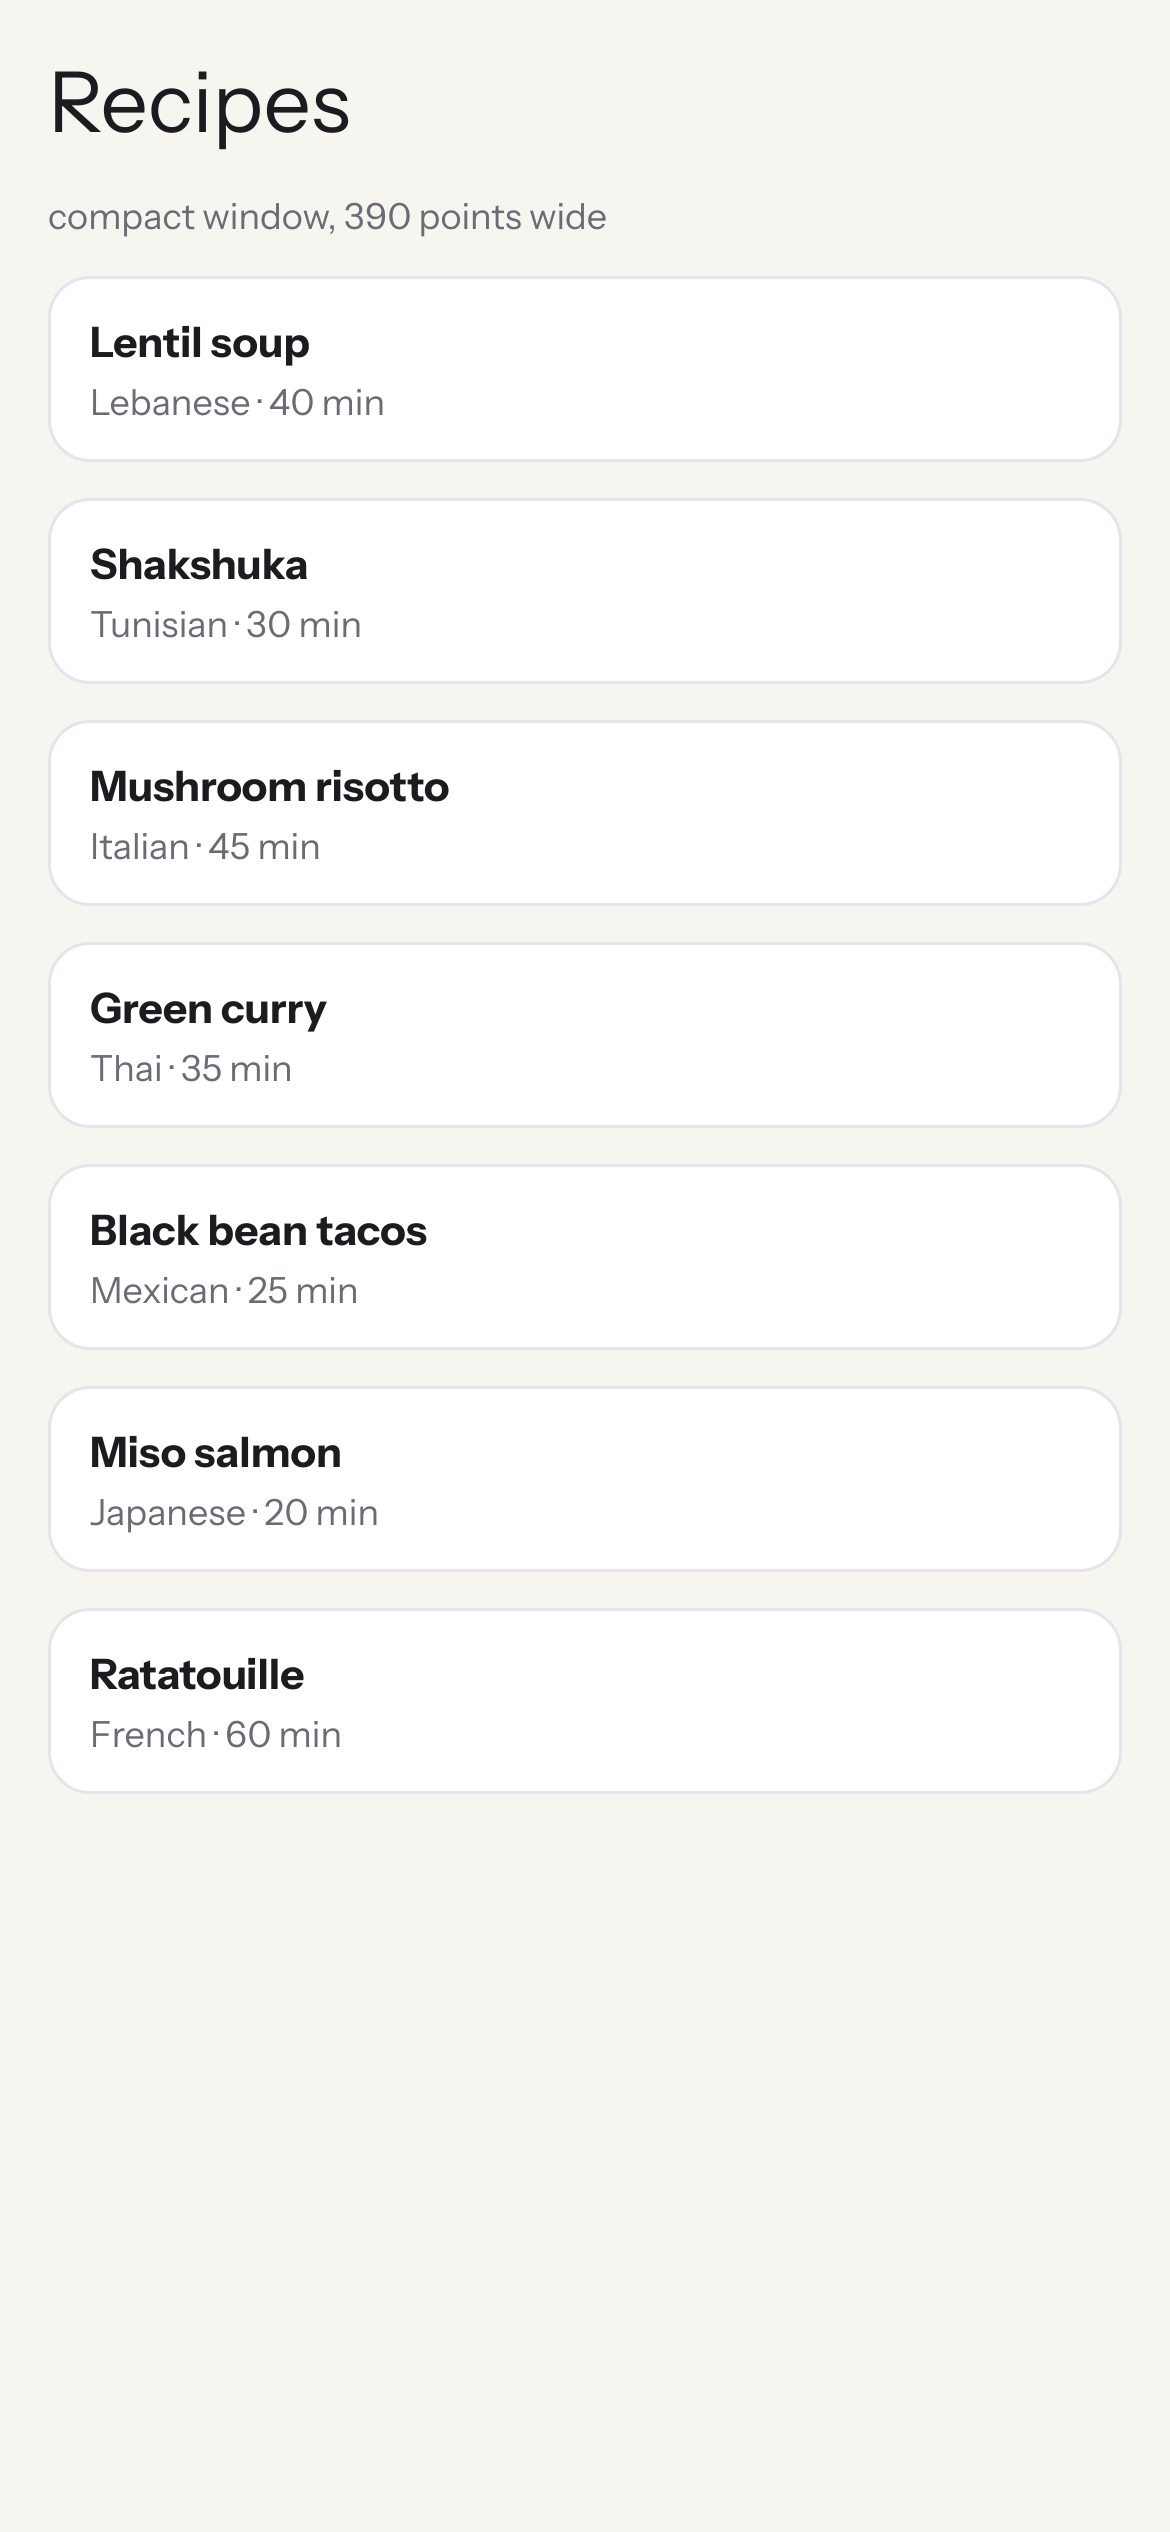 Recipes
compact window, 390 points wide
Lentil soup
Lebanese · 40 min
Shakshuka
Tunisian · 30 min
Mushroom risotto
Italian · 45 min
Green curry
Thai · 35 min
Black bean tacos
Mexican · 25 min
Miso salmon
Japanese · 20 min
Ratatouille
French · 60 min